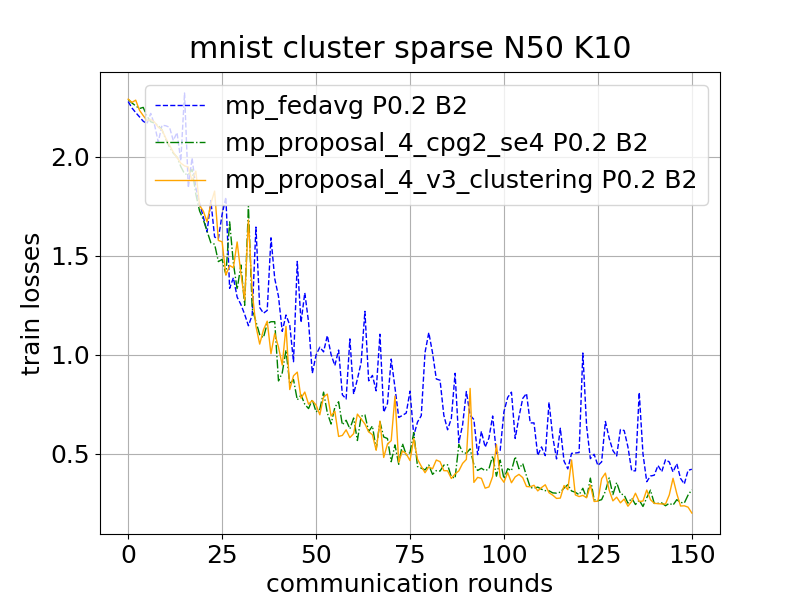 mnist cluster sparse N50 K10
mp_fedavg P0.2 B2
mp_proposal_4_cpg2_se4 P0.2 B2
mp_proposal_4_v3_clustering P0.2 B2
train losses
2.0
1.5
1.0
0.5
0 25 50 75 100 125 150
communication rounds